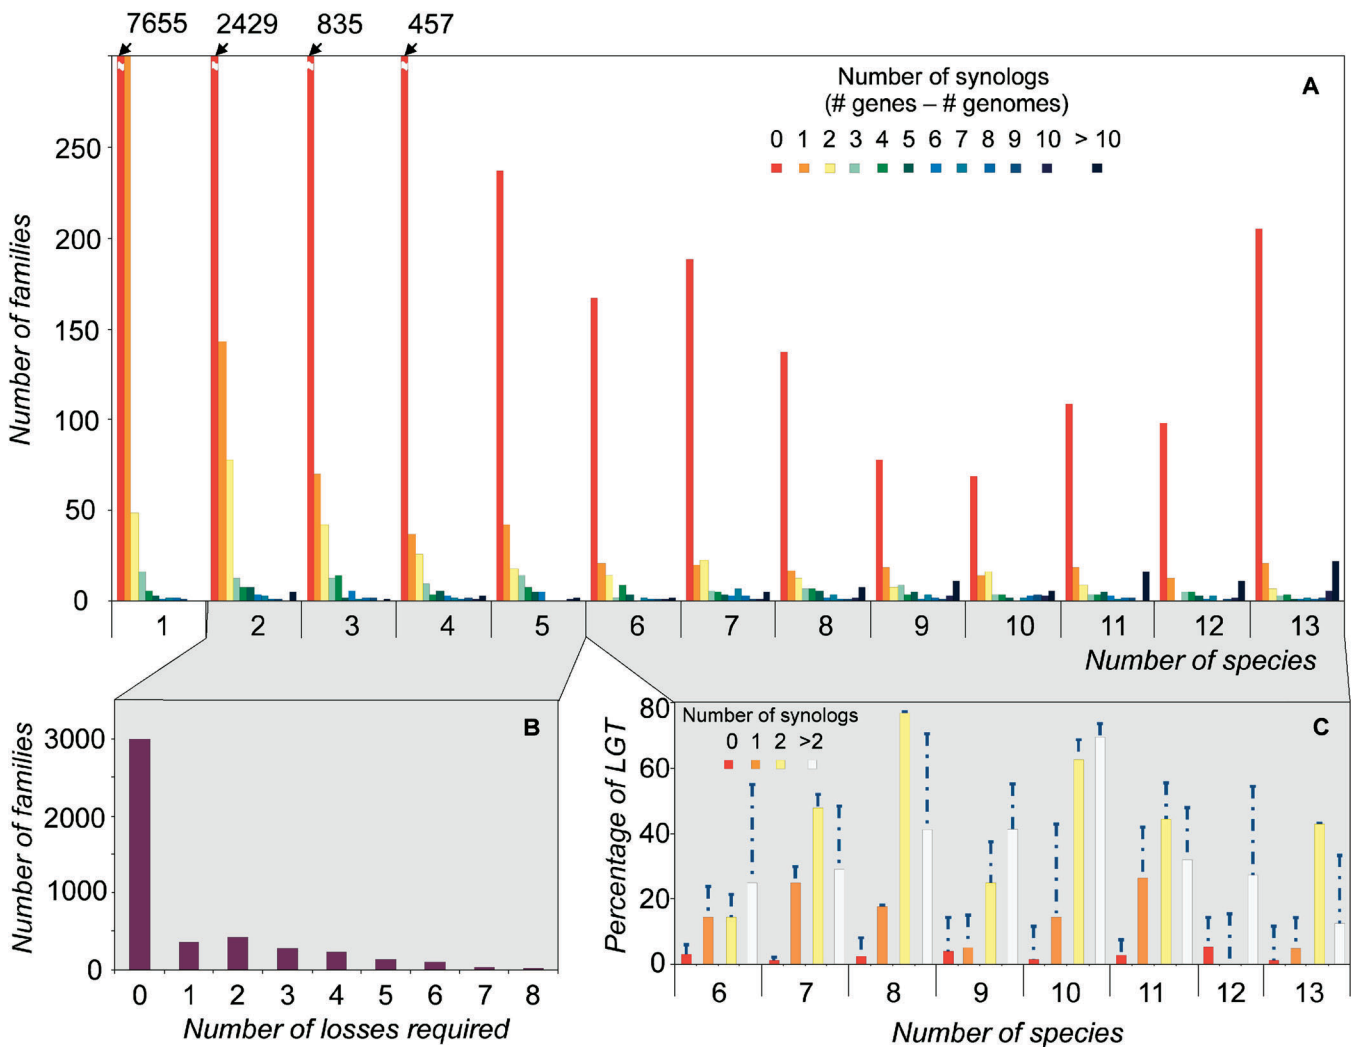 7655 2429 835 457
A
Number of synologs
(# genes – # genomes)
0 1 2 3 4 5 6 7 8 9 10 > 10
Number of families
250
200
150
100
50
0
1 2 3 4 5 6 7 8 9 10 11 12 13
Number of species
B
Number of families
3000
2000
1000
0
0 1 2 3 4 5 6 7 8
Number of losses required
C
Number of synologs
0 1 2 >2
Percentage of LGT
80
60
40
20
0
6 7 8 9 10 11 12 13
Number of species